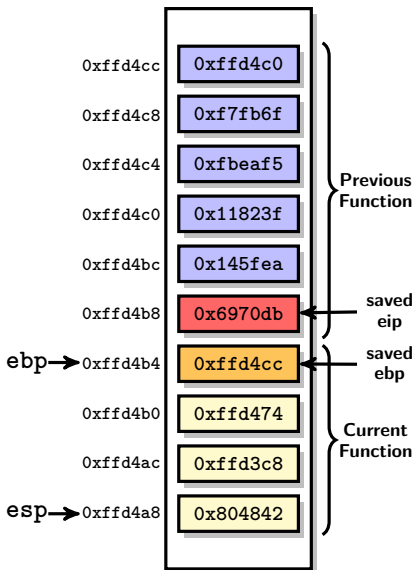 0xffd4cc 0xffd4c0
0xffd4c8 0xf7fb6f
0xffd4c4 0xfbeaf5
Previous
Function
0xffd4c0 0x11823f
0xffd4bc 0x145fea
0xffd4b8 0x6970db saved
eip
ebp 0xffd4b4 0xffd4cc saved
ebp
0xffd4b0 0xffd474
Current
Function
0xffd4ac 0xffd3c8
esp 0xffd4a8 0x804842